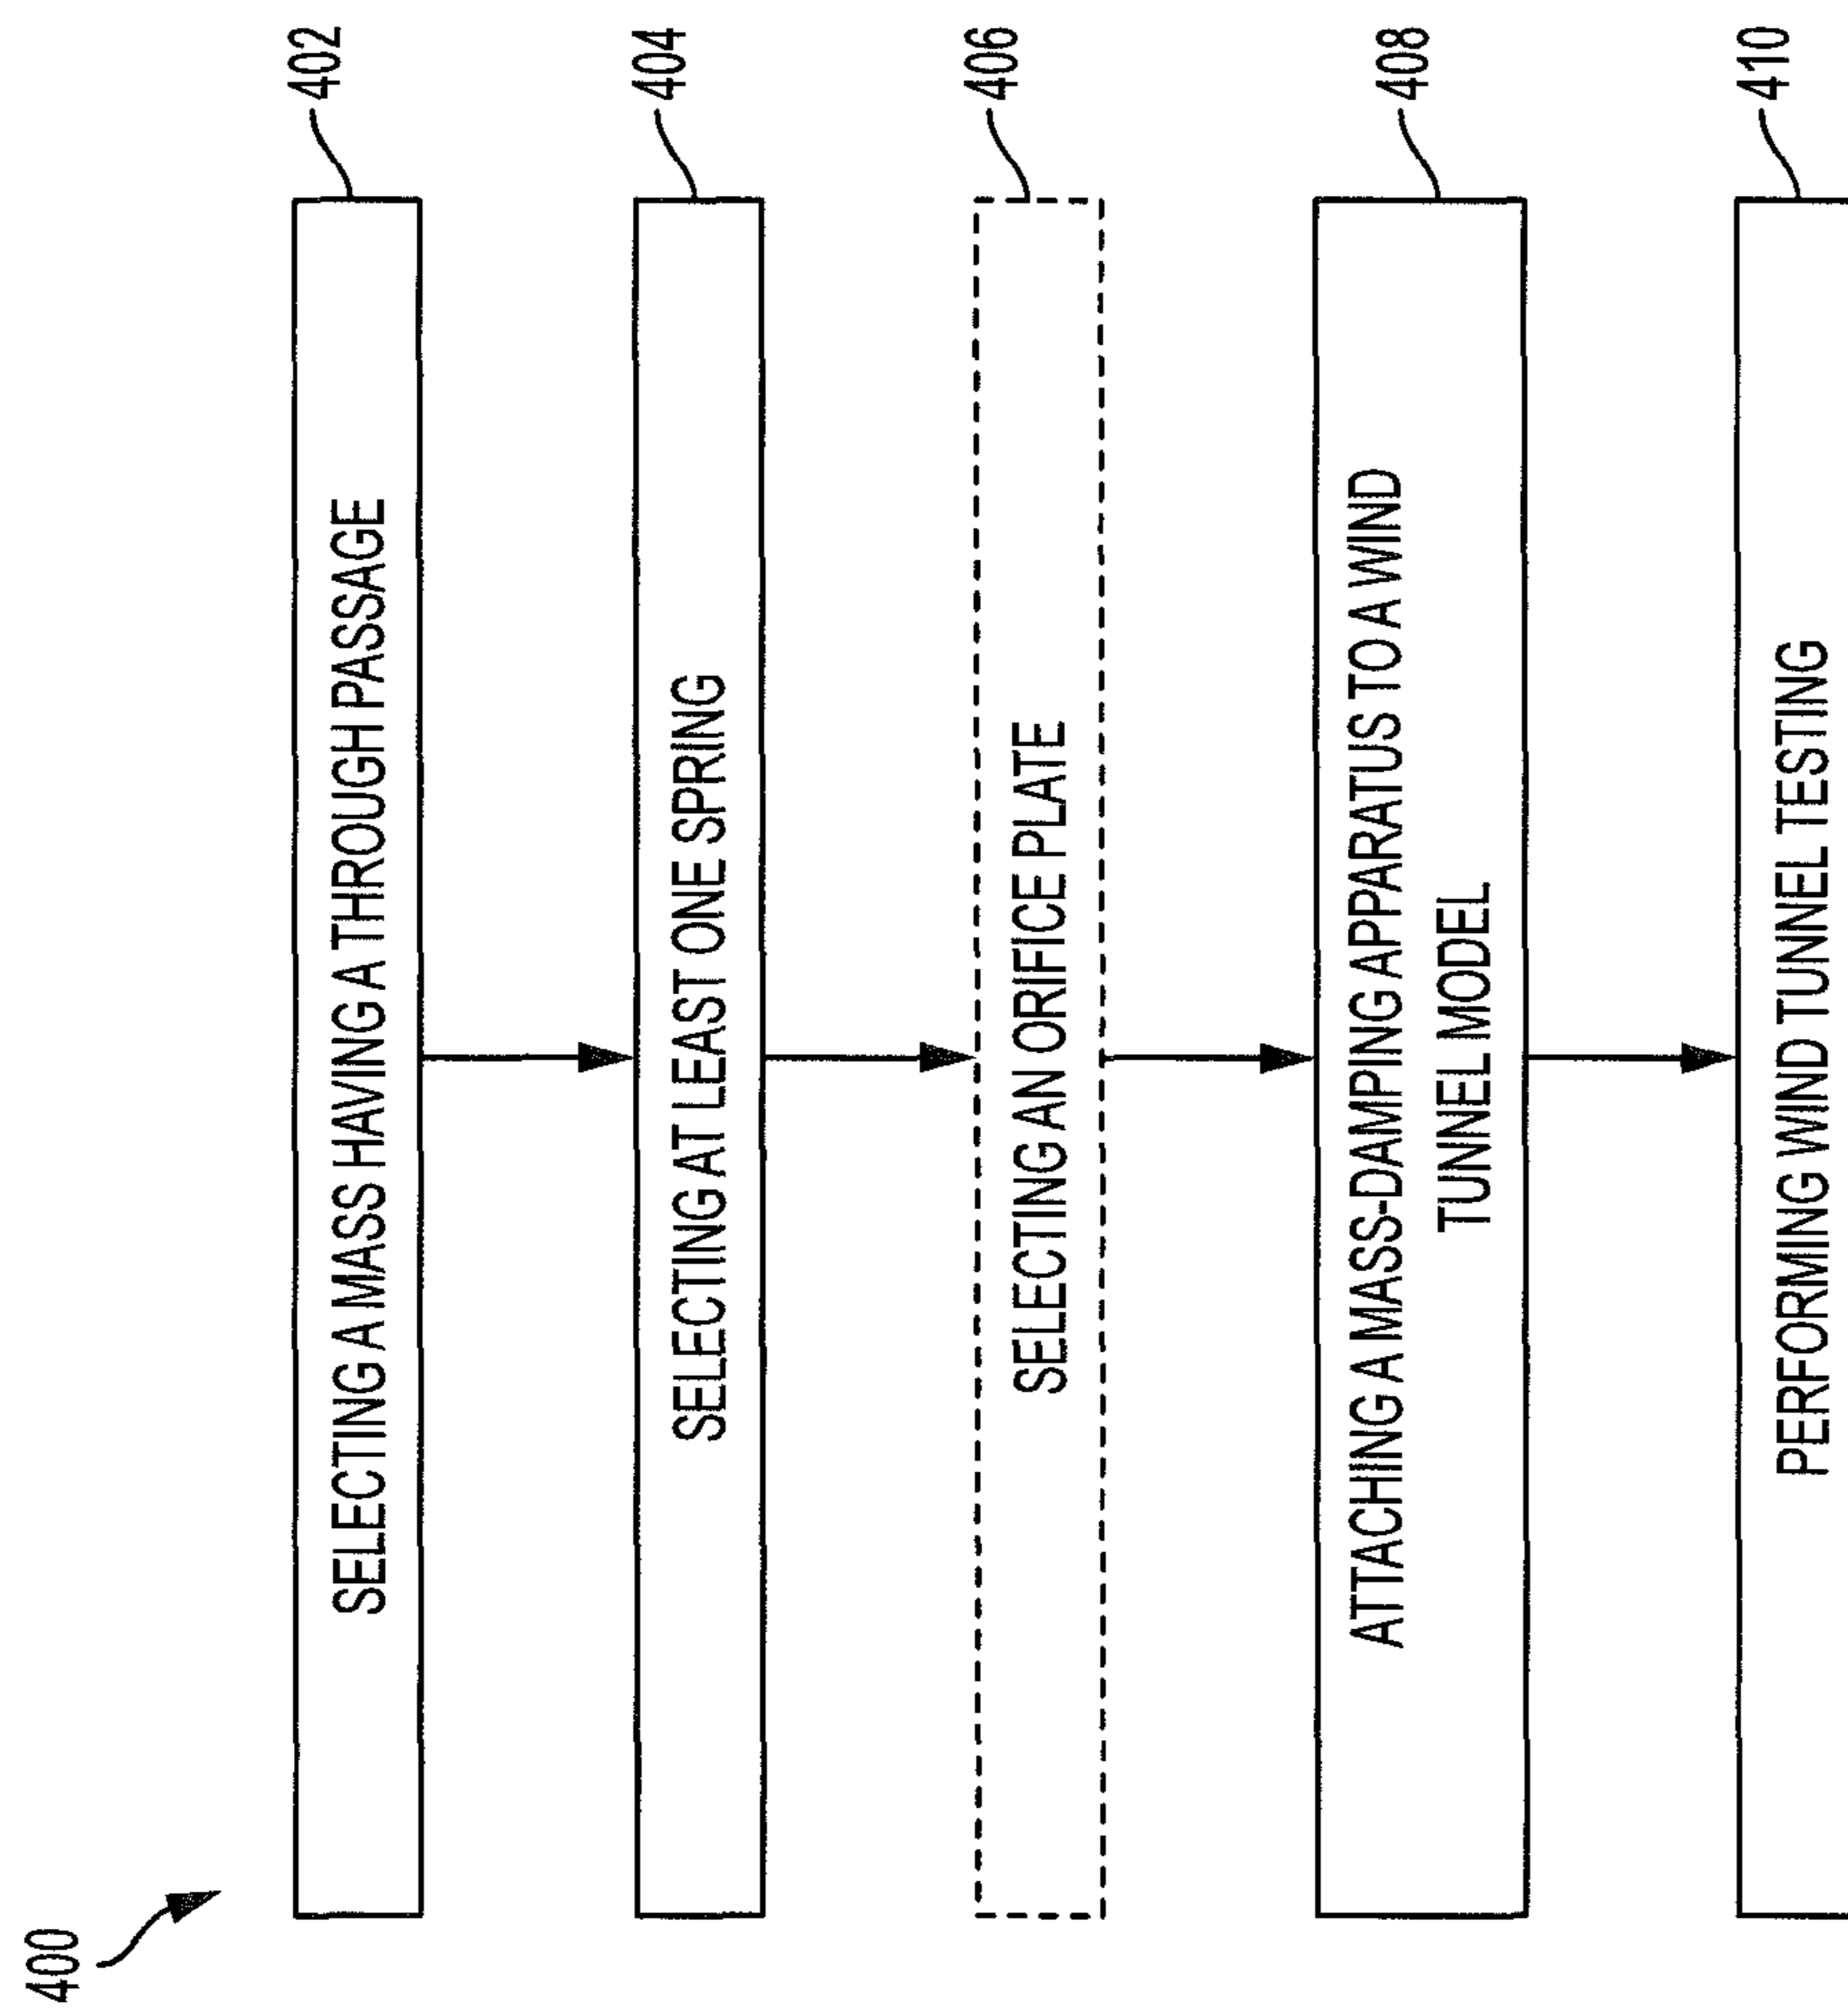 400
SELECTING A MASS HAVING A THROUGH PASSAGE
402
SELECTING AT LEAST ONE SPRING
404
SELECTING AN ORIFICE PLATE
406
ATTACHING A MASS-DAMPING APPARATUS TO A WIND
TUNNEL MODEL
408
PERFORMING WIND TUNNEL TESTING
410